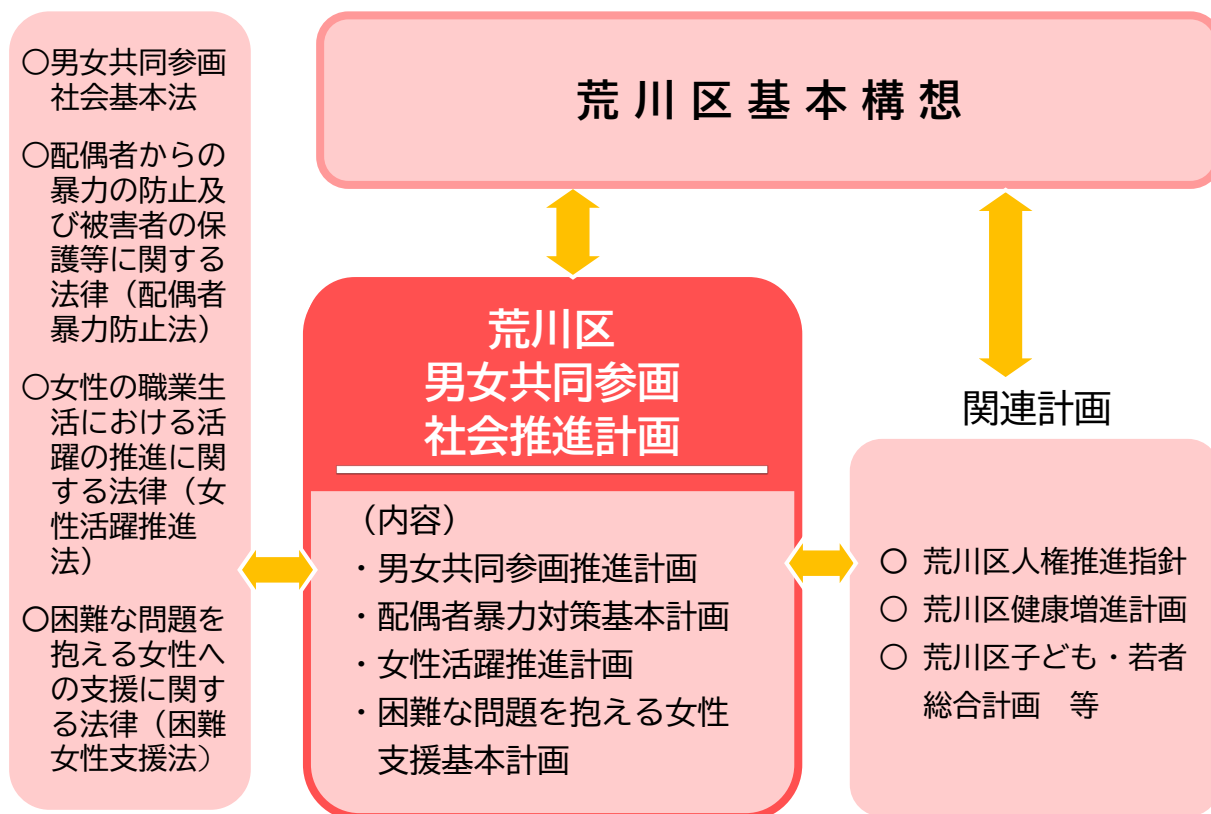 ○男女共同参画
社会基本法
○配偶者からの
暴力の防止及
び被害者の保
護等に関する
法律（配偶者
暴力防止法）
○女性の職業生
活における活
躍の推進に関
する法律（女
性活躍推進
法）
○困難な問題を
抱える女性へ
の支援に関す
る法律（困難
女性支援法）
荒川区基本構想
荒川区
男女共同参画
社会推進計画
（内容）
・男女共同参画推進計画
・配偶者暴力対策基本計画
・女性活躍推進計画
・困難な問題を抱える女性
支援基本計画
関連計画
○ 荒川区人権推進指針
○ 荒川区健康増進計画
○ 荒川区子ども・若者
総合計画　等